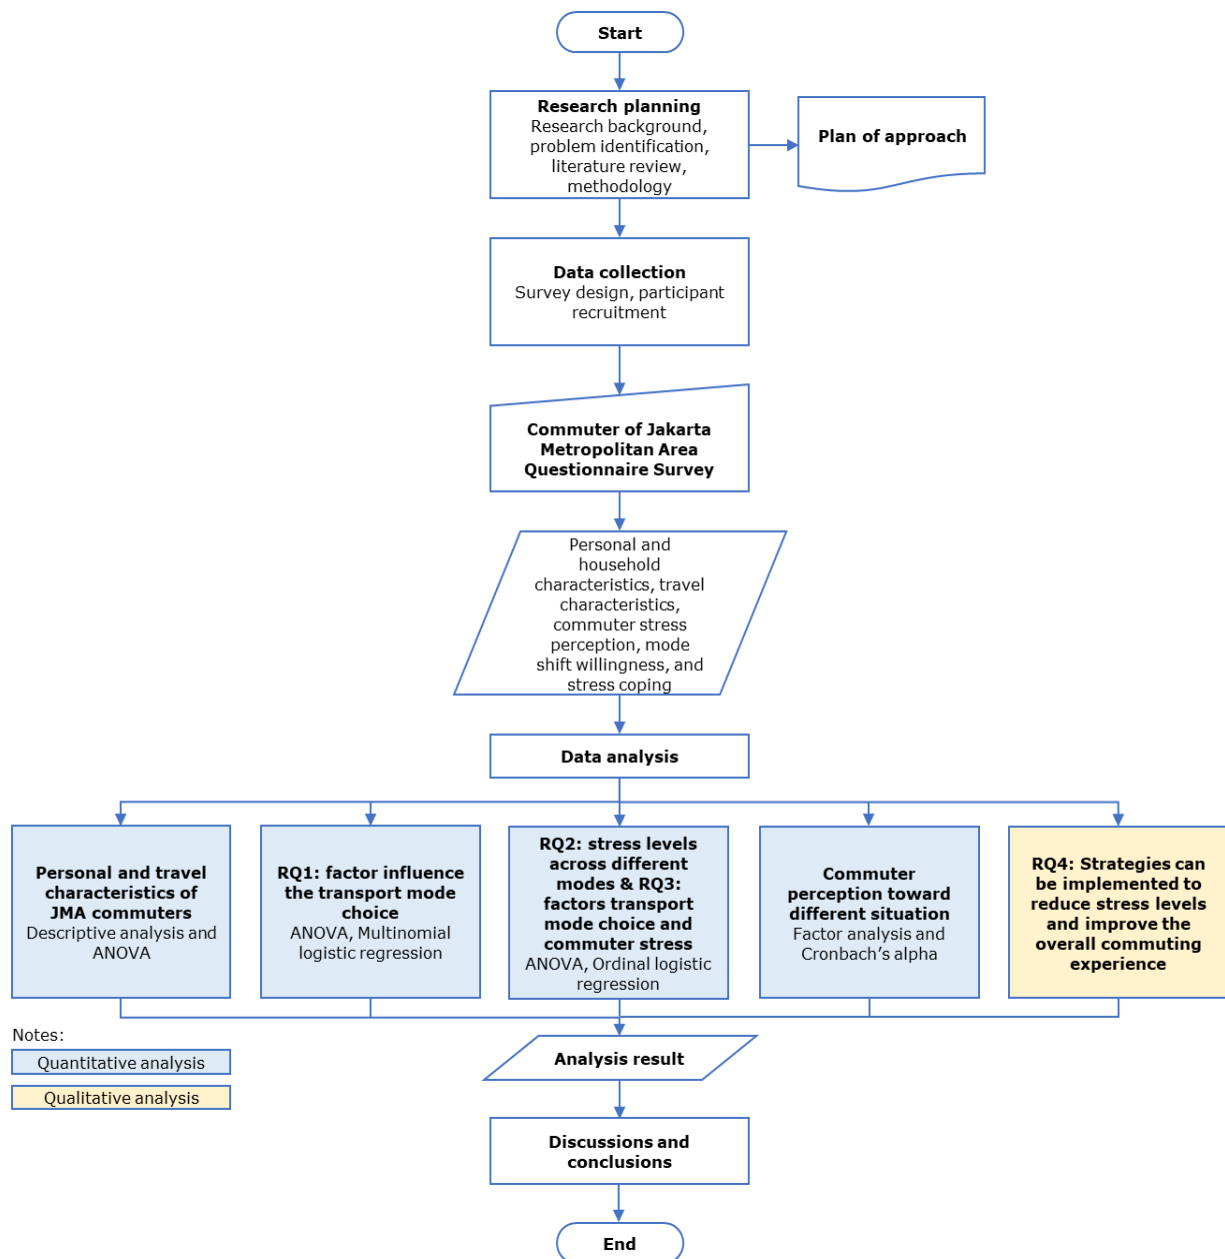 Start
Research planning
Research background,
problem identification,
literature review,
methodology
Plan of approach
Data collection
Survey design, participant
recruitment
Commuter of Jakarta
Metropolitan Area
Questionnaire Survey
Personal and
household
characteristics, travel
characteristics,
commuter stress
perception, mode
shift willingness, and
stress coping
Data analysis
Personal and travel
characteristics of
JMA commuters
Descriptive analysis and
ANOVA
RQ1: factor influence
the transport mode
choice
ANOVA, Multinomial
logistic regression
RQ2: stress levels
across different
modes & RQ3:
factors transport
mode choice and
commuter stress
ANOVA, Ordinal logistic
regression
Commuter
perception toward
different situation
Factor analysis and
Cronbach’s alpha
RQ4: Strategies can
be implemented to
reduce stress levels
and improve the
overall commuting
experience
Notes:
Quantitative analysis
Qualitative analysis
Analysis result
Discussions and
conclusions
End